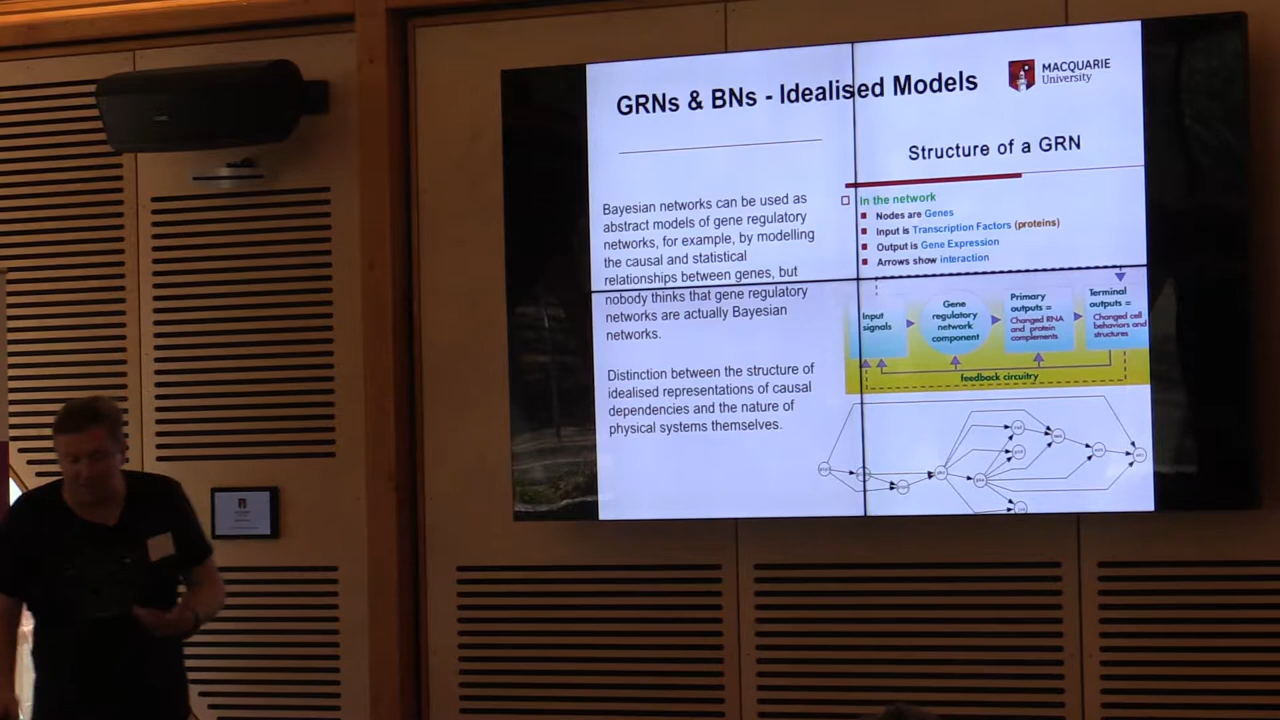 GRNs & BNs - Idealised Models
MACQUARIE
University
Bayesian networks can be used as
abstract models of gene regulatory
networks, for example, by modelling
the causal and statistical
relationships between genes, but
nobody thinks that gene regulatory
networks are actually Bayesian
networks.
Distinction between the structure of
idealised representations of causal
dependencies and the nature of
physical systems themselves.
Structure of a GRN
In the network
Nodes are Genes
Input is Transcription Factors (proteins)
Output is Gene Expression
Arrows show interaction
Input
signals
Gene
regulatory
network
component
Primary
outputs =
Changed RNA
and protein
complements
Terminal
outputs =
Changed cell
behaviors and
structures
feedback circuitry